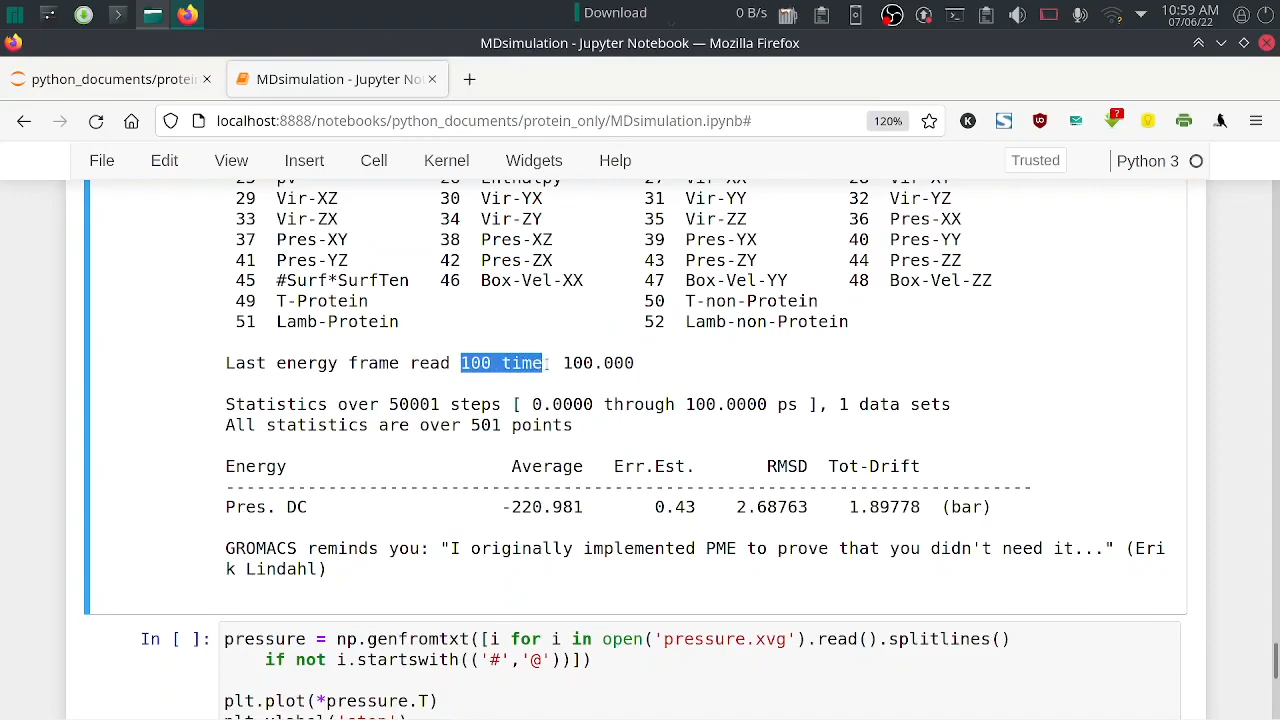 Download
0 B/s
10:59 AM
07/06/22
MDsimulation - Jupyter Notebook — Mozilla Firefox
python_documents/protein
MDsimulation - Jupyter No
localhost:8888/notebooks/python_documents/protein_only/MDsimulation.ipynb#
120%
K
S
?
File Edit View Insert Cell Kernel Widgets Help
Trusted
Python 3
29 Vir-XZ 30 Vir-YX 31 Vir-YY 32 Vir-YZ
33 Vir-ZX 34 Vir-ZY 35 Vir-ZZ 36 Pres-XX
37 Pres-XY 38 Pres-XZ 39 Pres-YX 40 Pres-YY
41 Pres-YZ 42 Pres-ZX 43 Pres-ZY 44 Pres-ZZ
45 #Surf*SurfTen 46 Box-Vel-XX 47 Box-Vel-YY 48 Box-Vel-ZZ
49 T-Protein 50 T-non-Protein
51 Lamb-Protein 52 Lamb-non-Protein
Last energy frame read 100 time 100.000
Statistics over 50001 steps [ 0.0000 through 100.0000 ps ], 1 data sets
All statistics are over 501 points
Energy Average Err.Est. RMSD Tot-Drift
-------------------------------------------------------------------------------
Pres. DC -220.981 0.43 2.68763 1.89778 (bar)
GROMACS reminds you: "I originally implemented PME to prove that you didn't need it..." (Eri
k Lindahl)
In [ ]: pressure = np.genfromtxt([i for i in open('pressure.xvg').read().splitlines()
if not i.startswith(('#','@'))])
plt.plot(*pressure.T)